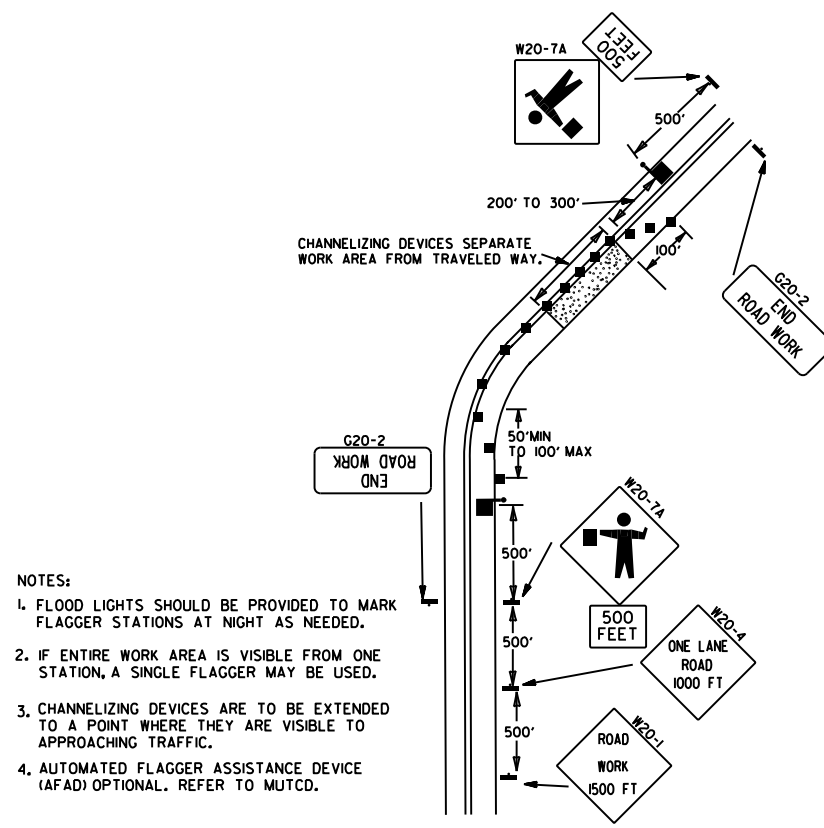 500
FEET
W20-7A
500'
200' TO 300'
CHANNELIZING DEVICES SEPARATE
WORK AREA FROM TRAVELED WAY.
100'
G20-2
END
ROAD WORK
G20-2
END
ROAD WORK
50'MIN
TO 100' MAX
W20-7A
500'
500
FEET
W20-4
ONE LANE
ROAD
1000 FT
500'
W20-1
ROAD
WORK
1500 FT
500'
NOTES:
1. FLOOD LIGHTS SHOULD BE PROVIDED TO MARK
FLAGGER STATIONS AT NIGHT AS NEEDED.
2. IF ENTIRE WORK AREA IS VISIBLE FROM ONE
STATION, A SINGLE FLAGGER MAY BE USED.
3. CHANNELIZING DEVICES ARE TO BE EXTENDED
TO A POINT WHERE THEY ARE VISIBLE TO
APPROACHING TRAFFIC.
4. AUTOMATED FLAGGER ASSISTANCE DEVICE
(AFAD) OPTIONAL. REFER TO MUTCD.